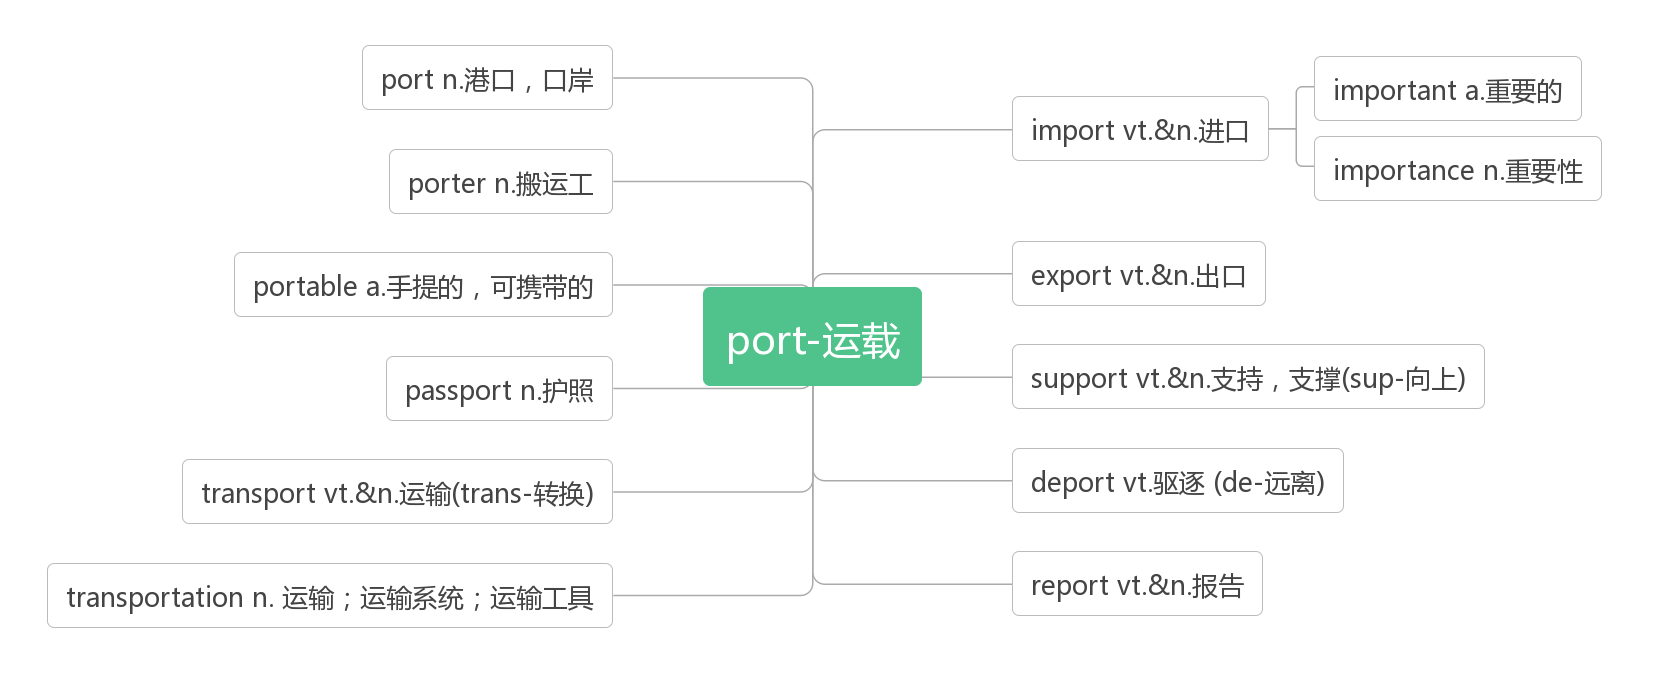 port n.港口，口岸
porter n.搬运工
portable a.手提的，可携带的
passport n.护照
transport vt.&n.运输(trans-转换)
transportation n. 运输；运输系统；运输工具
port-运载
import vt.&n.进口
important a.重要的
importance n.重要性
export vt.&n.出口
support vt.&n.支持，支撑(sup-向上)
deport vt.驱逐 (de-远离)
report vt.&n.报告